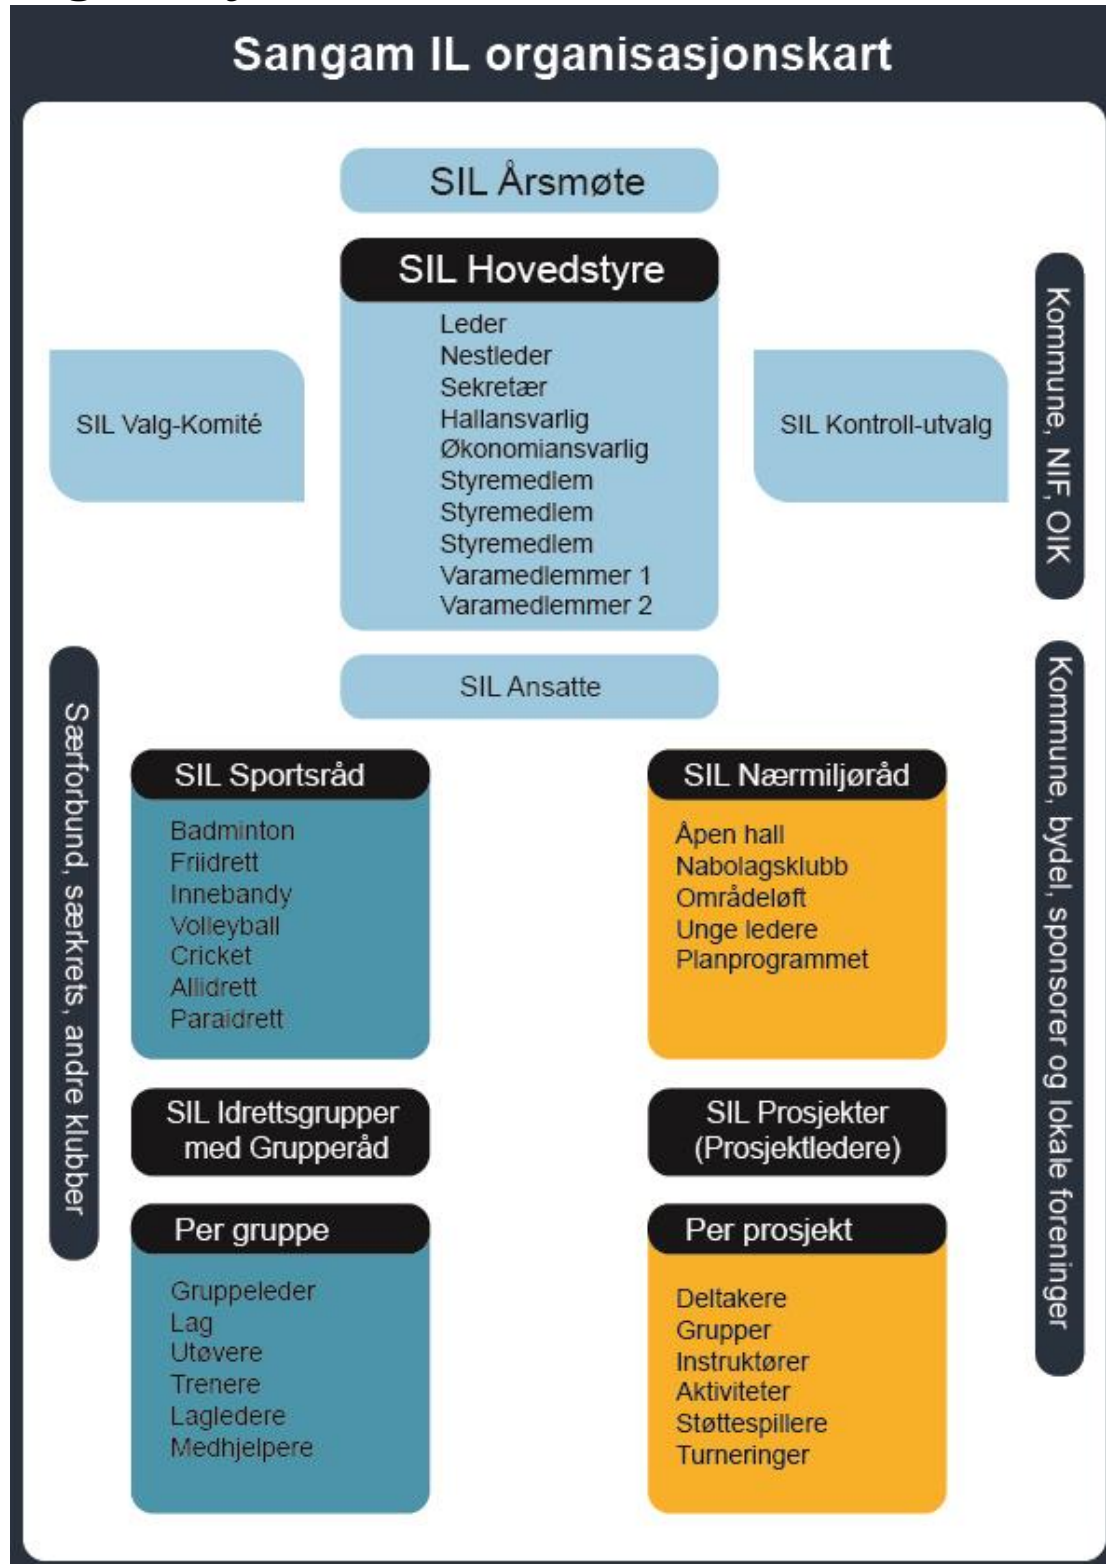 Sangam IL organisasjonskart
SIL Årsmøte
SIL Hovedstyre
Leder
Nestleder
Sekretær
Hallansvarlig
Økonomiansvarlig
Styremedlem
Styremedlem
Styremedlem
Varamedlemmer 1
Varamedlemmer 2
SIL Valg-Komité
SIL Kontroll-utvalg
Kommune, NIF, OIK
SIL Ansatte
Særforbund, særkrets, andre klubber
SIL Sportsråd
Badminton
Friidrett
Innebandy
Volleyball
Cricket
Allidrett
Paraidrett
SIL Idrettsgrupper
med Grupperåd
Per gruppe
Gruppeleder
Lag
Utøvere
Trenere
Lagledere
Medhjelpere
SIL Nærmiljøråd
Åpen hall
Nabolagsklubb
Områdeløft
Unge ledere
Planprogrammet
SIL Prosjekter
(Prosjektledere)
Per prosjekt
Deltakere
Grupper
Instruktører
Aktiviteter
Støttespillere
Turneringer
Kommune, bydel, sponsorer og lokale foreninger